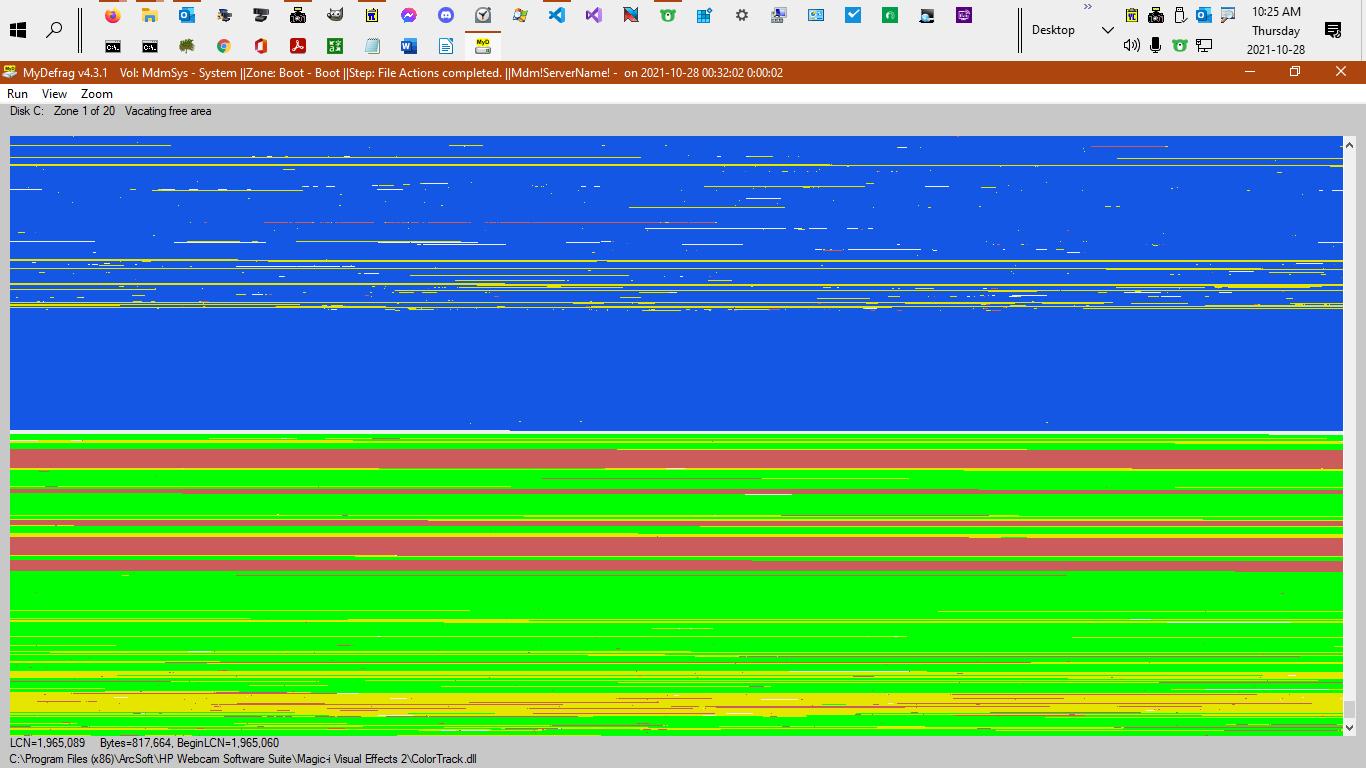 10:25 AM
Desktop
Thursday
2021-10-28
MyD
MyDefrag v4.3.1 Vol: MdmSys - System ||Zone: Boot - Boot ||Step: File Actions completed. ||Mdm!ServerName! - on 2021-10-28 00:32:02 0:00:02
Run View Zoom
Disk C: Zone 1 of 20 Vacating free area
LCN=1,965,089 Bytes=817,664, BeginLCN=1,965,060
C:\Program Files (x86)\ArcSoft\HP Webcam Software Suite\Magic-i Visual Effects 2\ColorTrack.dll